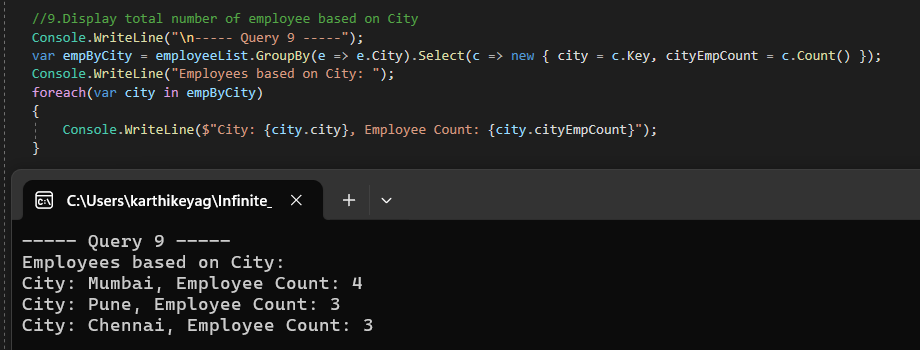 //9.Display total number of employee based on City
Console.WriteLine("\n----- Query 9 -----");
var empByCity = employeeList.GroupBy(e => e.City).Select(c => new { city = c.Key, cityEmpCount = c.Count() });
Console.WriteLine("Employees based on City: ");
foreach(var city in empByCity)
{
    Console.WriteLine($"City: {city.city}, Employee Count: {city.cityEmpCount}");
}
C:\Users\karthikeyag\Infinite_
----- Query 9 -----
Employees based on City:
City: Mumbai, Employee Count: 4
City: Pune, Employee Count: 3
City: Chennai, Employee Count: 3